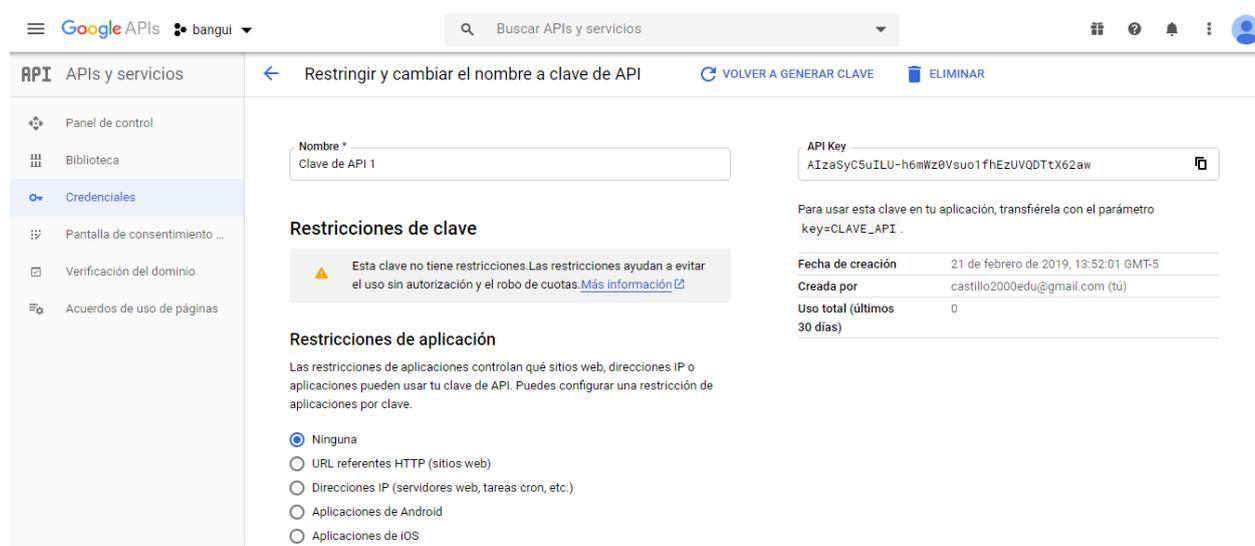 Google APIs
bangui
Buscar APIs y servicios
API APIs y servicios
Restringir y cambiar el nombre a clave de API
VOLVER A GENERAR CLAVE
ELIMINAR
Panel de control
Biblioteca
Credenciales
Pantalla de consentimiento ...
Verificación del dominio
Acuerdos de uso de páginas
Nombre *
Clave de API 1
Restricciones de clave
Esta clave no tiene restricciones.Las restricciones ayudan a evitar
el uso sin autorización y el robo de cuotas.Más información
Restricciones de aplicación
Las restricciones de aplicaciones controlan qué sitios web, direcciones IP o
aplicaciones pueden usar tu clave de API. Puedes configurar una restricción de
aplicaciones por clave.
Ninguna
URL referentes HTTP (sitios web)
Direcciones IP (servidores web, tareas cron, etc.)
Aplicaciones de Android
Aplicaciones de iOS
API Key
AIzaSyC5uILU-h6mWz0Vsuo1fhEzUVQDTtX62aw
Para usar esta clave en tu aplicación, transfiérela con el parámetro
key=CLAVE_API .
Fecha de creación 21 de febrero de 2019, 13:52:01 GMT-5
Creada por castillo2000edu@gmail.com (tú)
Uso total (últimos 0
30 días)